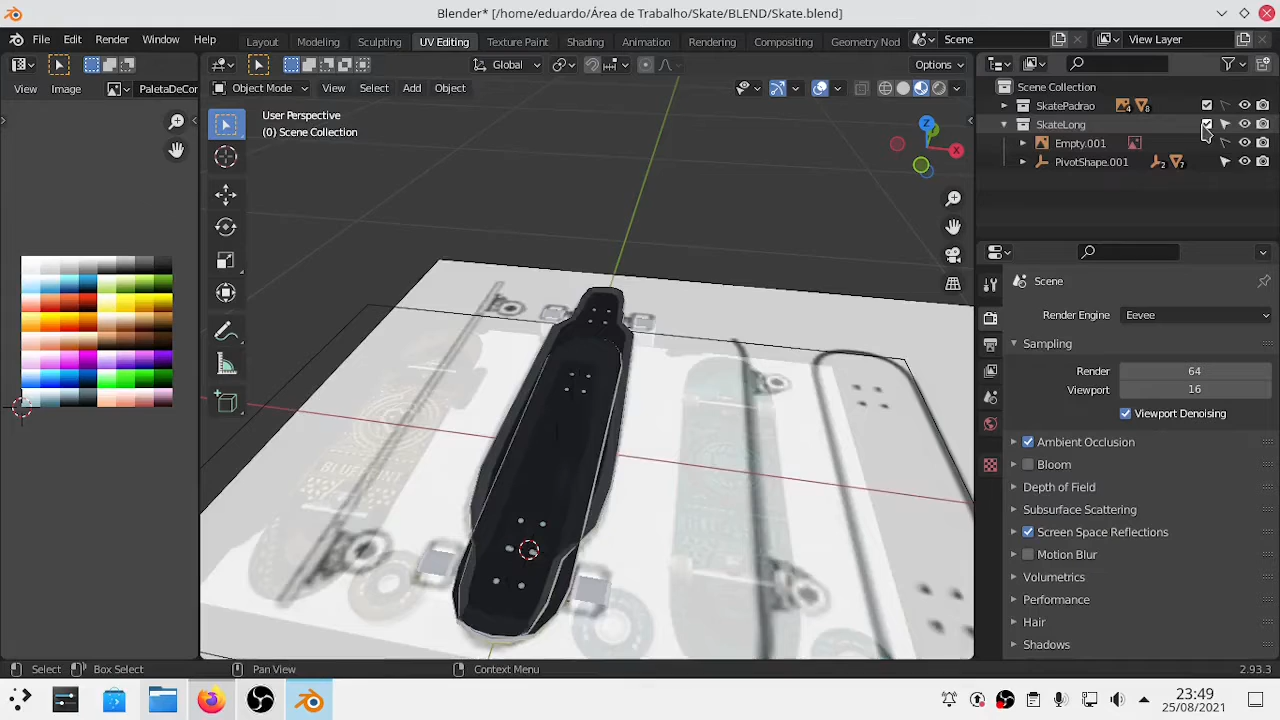 Blender* [/home/eduardo/Área de Trabalho/Skate/BLEND/Skate.blend]
File Edit Render Window Help
Layout Modeling Sculpting UV Editing Texture Paint Shading Animation Rendering Compositing Geometry Nod
Scene
View Layer
Global
Options
View Image PaletaDeCor
Object Mode View Select Add Object
User Perspective
(0) Scene Collection
Z
X
Scene Collection
SkatePadrao 4 8
SkateLong
Empty.001
PivotShape.001 2 7
Scene
Render Engine Eevee
Sampling
Render 64
Viewport 16
Viewport Denoising
Ambient Occlusion
Bloom
Depth of Field
Subsurface Scattering
Screen Space Reflections
Motion Blur
Volumetrics
Performance
Hair
Shadows
Select Box Select Pan View Context Menu 2.93.3
23:49
25/08/2021